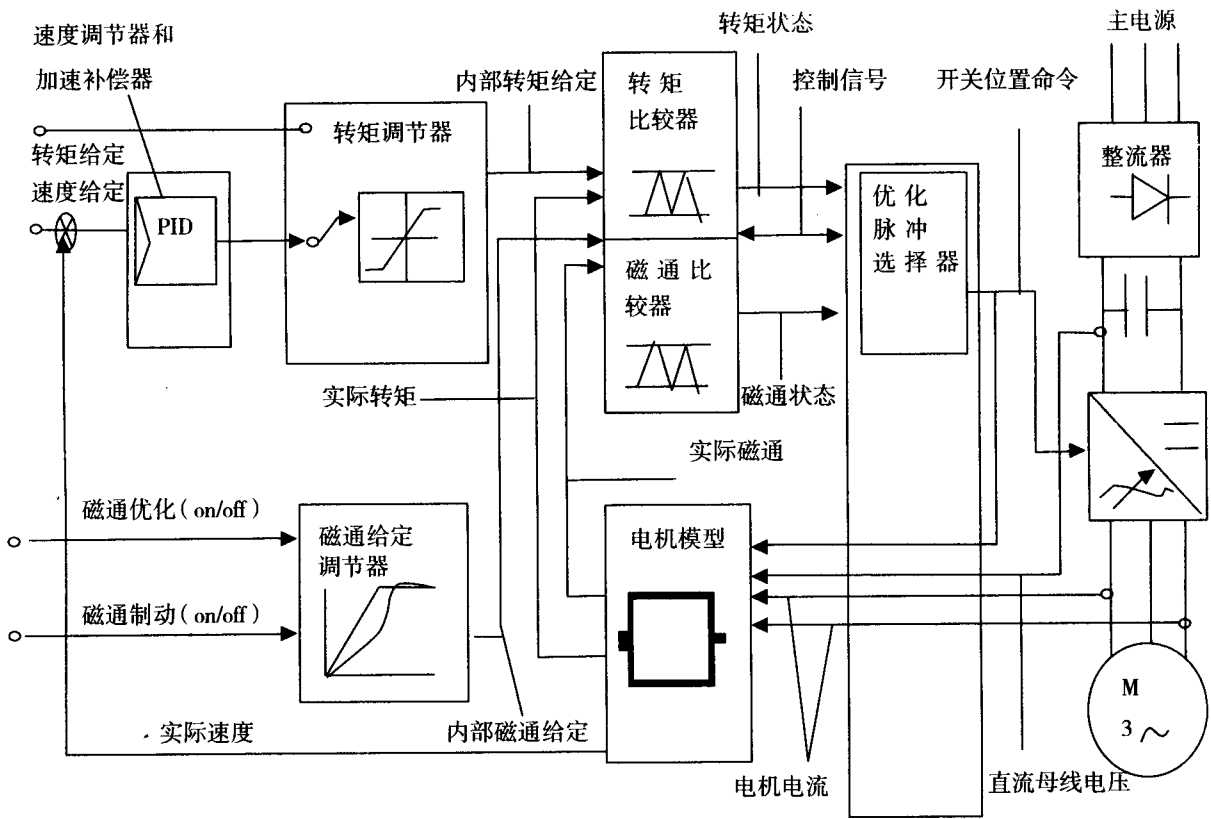 速度调节器和
加速补偿器
转矩给定
速度给定
PID
转矩调节器
内部转矩给定
转矩
比较器
磁通比
较器
转矩状态
控制信号
开关位置命令
主电源
整流器
优化
脉冲
选择器
实际转矩
磁通状态
实际磁通
磁通优化(on/off)
磁通制动(on/off)
磁通给定
调节器
电机模型
实际速度
内部磁通给定
电机电流
直流母线电压
M
3~